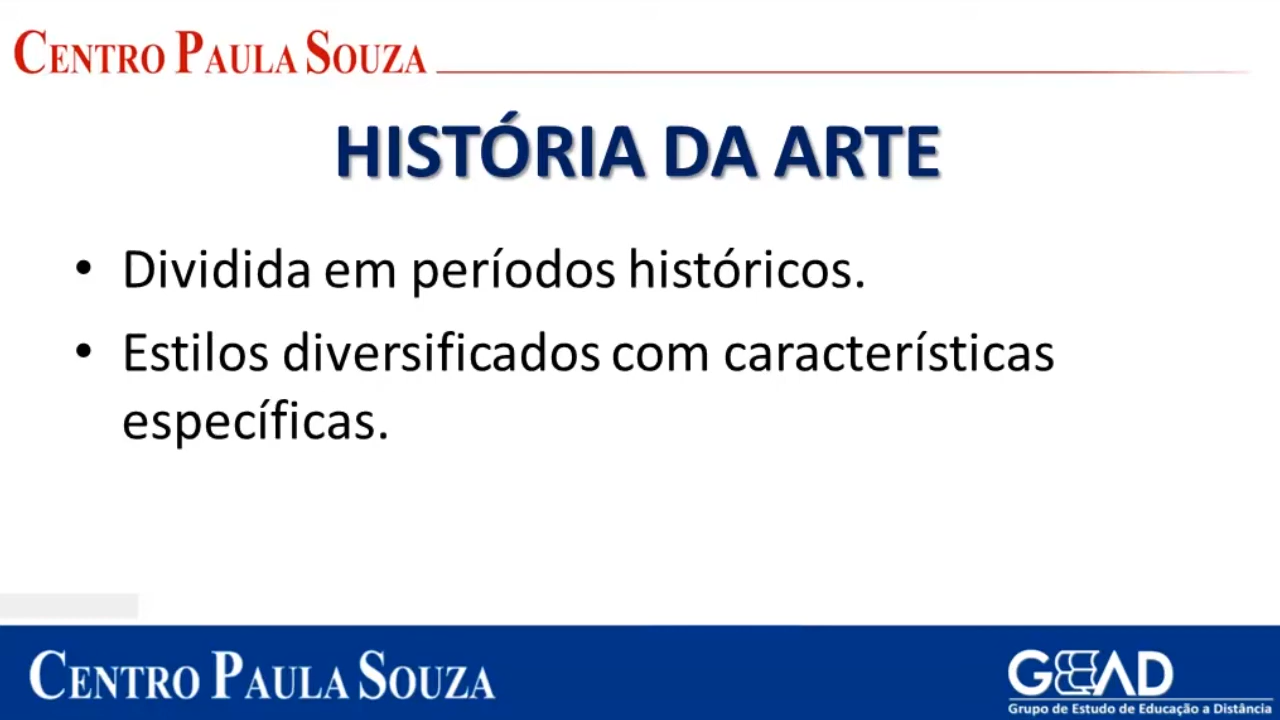 CENTRO PAULA SOUZA
HISTÓRIA DA ARTE
• Dividida em períodos históricos.
• Estilos diversificados com características
específicas.
CENTRO PAULA SOUZA
GEEAD
Grupo de Estudo de Educação a Distância